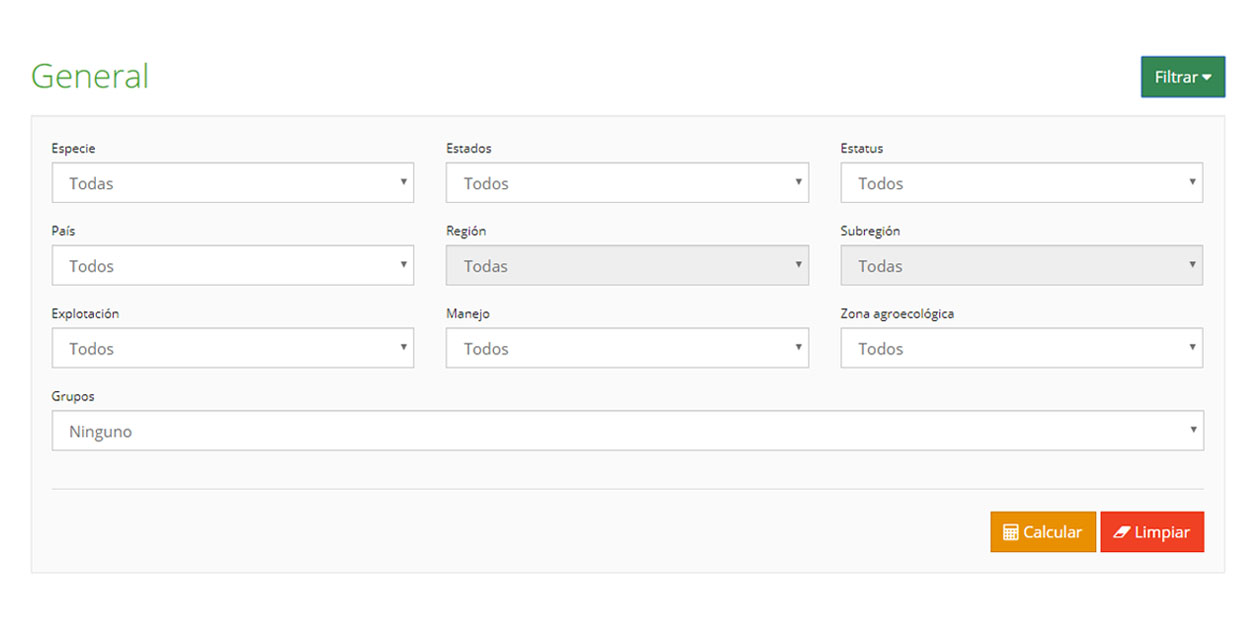 General
Filtrar
Especie Estados Estatus
Todas Todos Todos
País Región Subregión
Todos Todas Todas
Explotación Manejo Zona agroecológica
Todos Todos Todos
Grupos
Ninguno
Calcular Limpiar